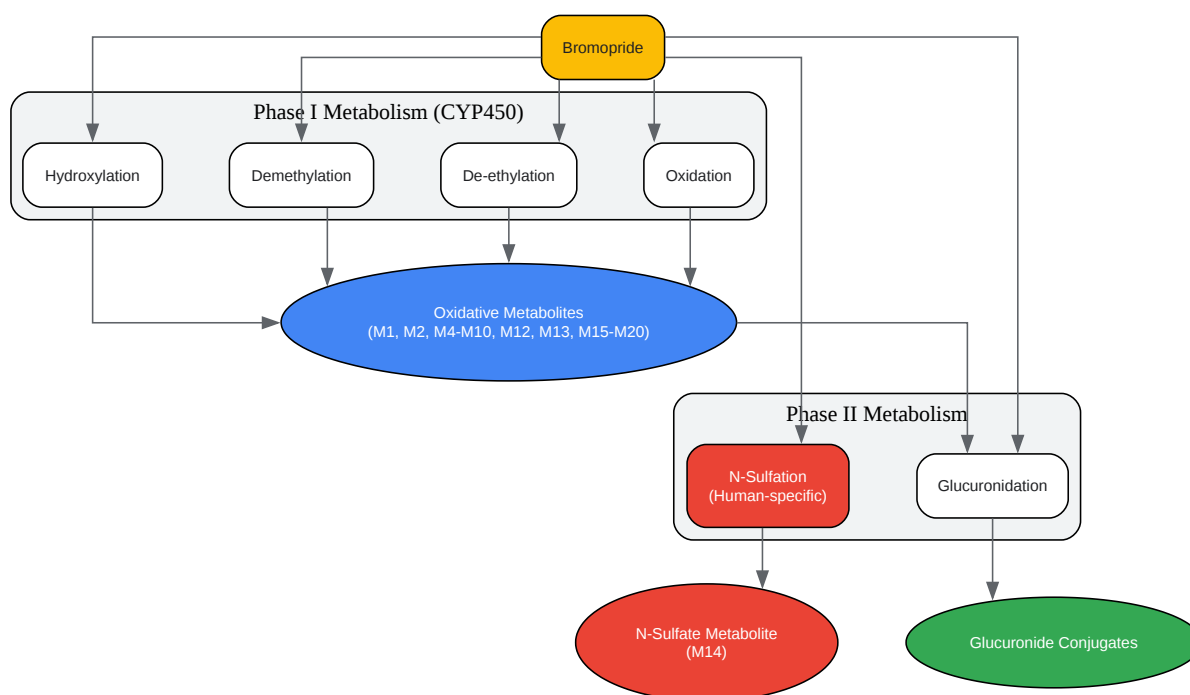 Bromopride
Phase I Metabolism (CYP450)
Hydroxylation
Demethylation
De-ethylation
Oxidation
Oxidative Metabolites
(M1, M2, M4-M10, M12, M13, M15-M20)
Phase II Metabolism
N-Sulfation
(Human-specific)
Glucuronidation
N-Sulfate Metabolite
(M14)
Glucuronide Conjugates